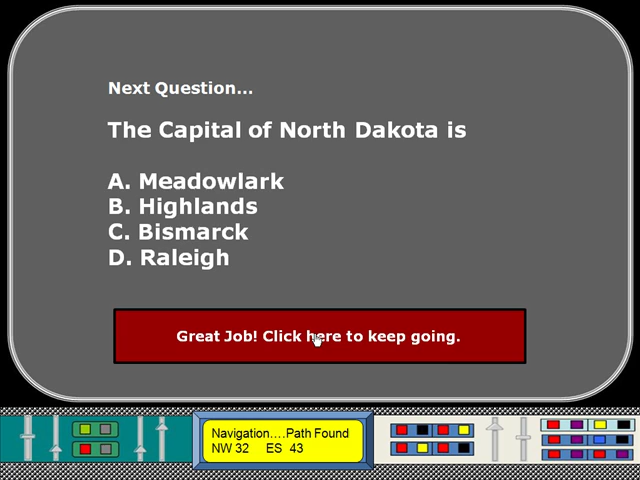 Next Question...
The Capital of North Dakota is
A. Meadowlark
B. Highlands
C. Bismarck
D. Raleigh
Great Job! Click here to keep going.
Navigation....Path Found
NW 32 ES 43